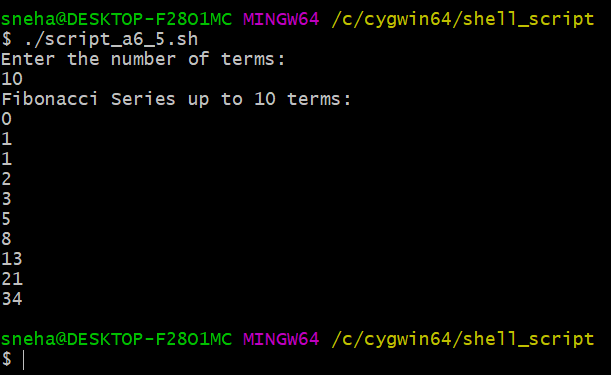 sneha@DESKTOP-F28O1MC MINGW64 /c/cygwin64/shell_script
$ ./script_a6_5.sh
Enter the number of terms:
10
Fibonacci Series up to 10 terms:
0
1
1
2
3
5
8
13
21
34
sneha@DESKTOP-F28O1MC MINGW64 /c/cygwin64/shell_script
$